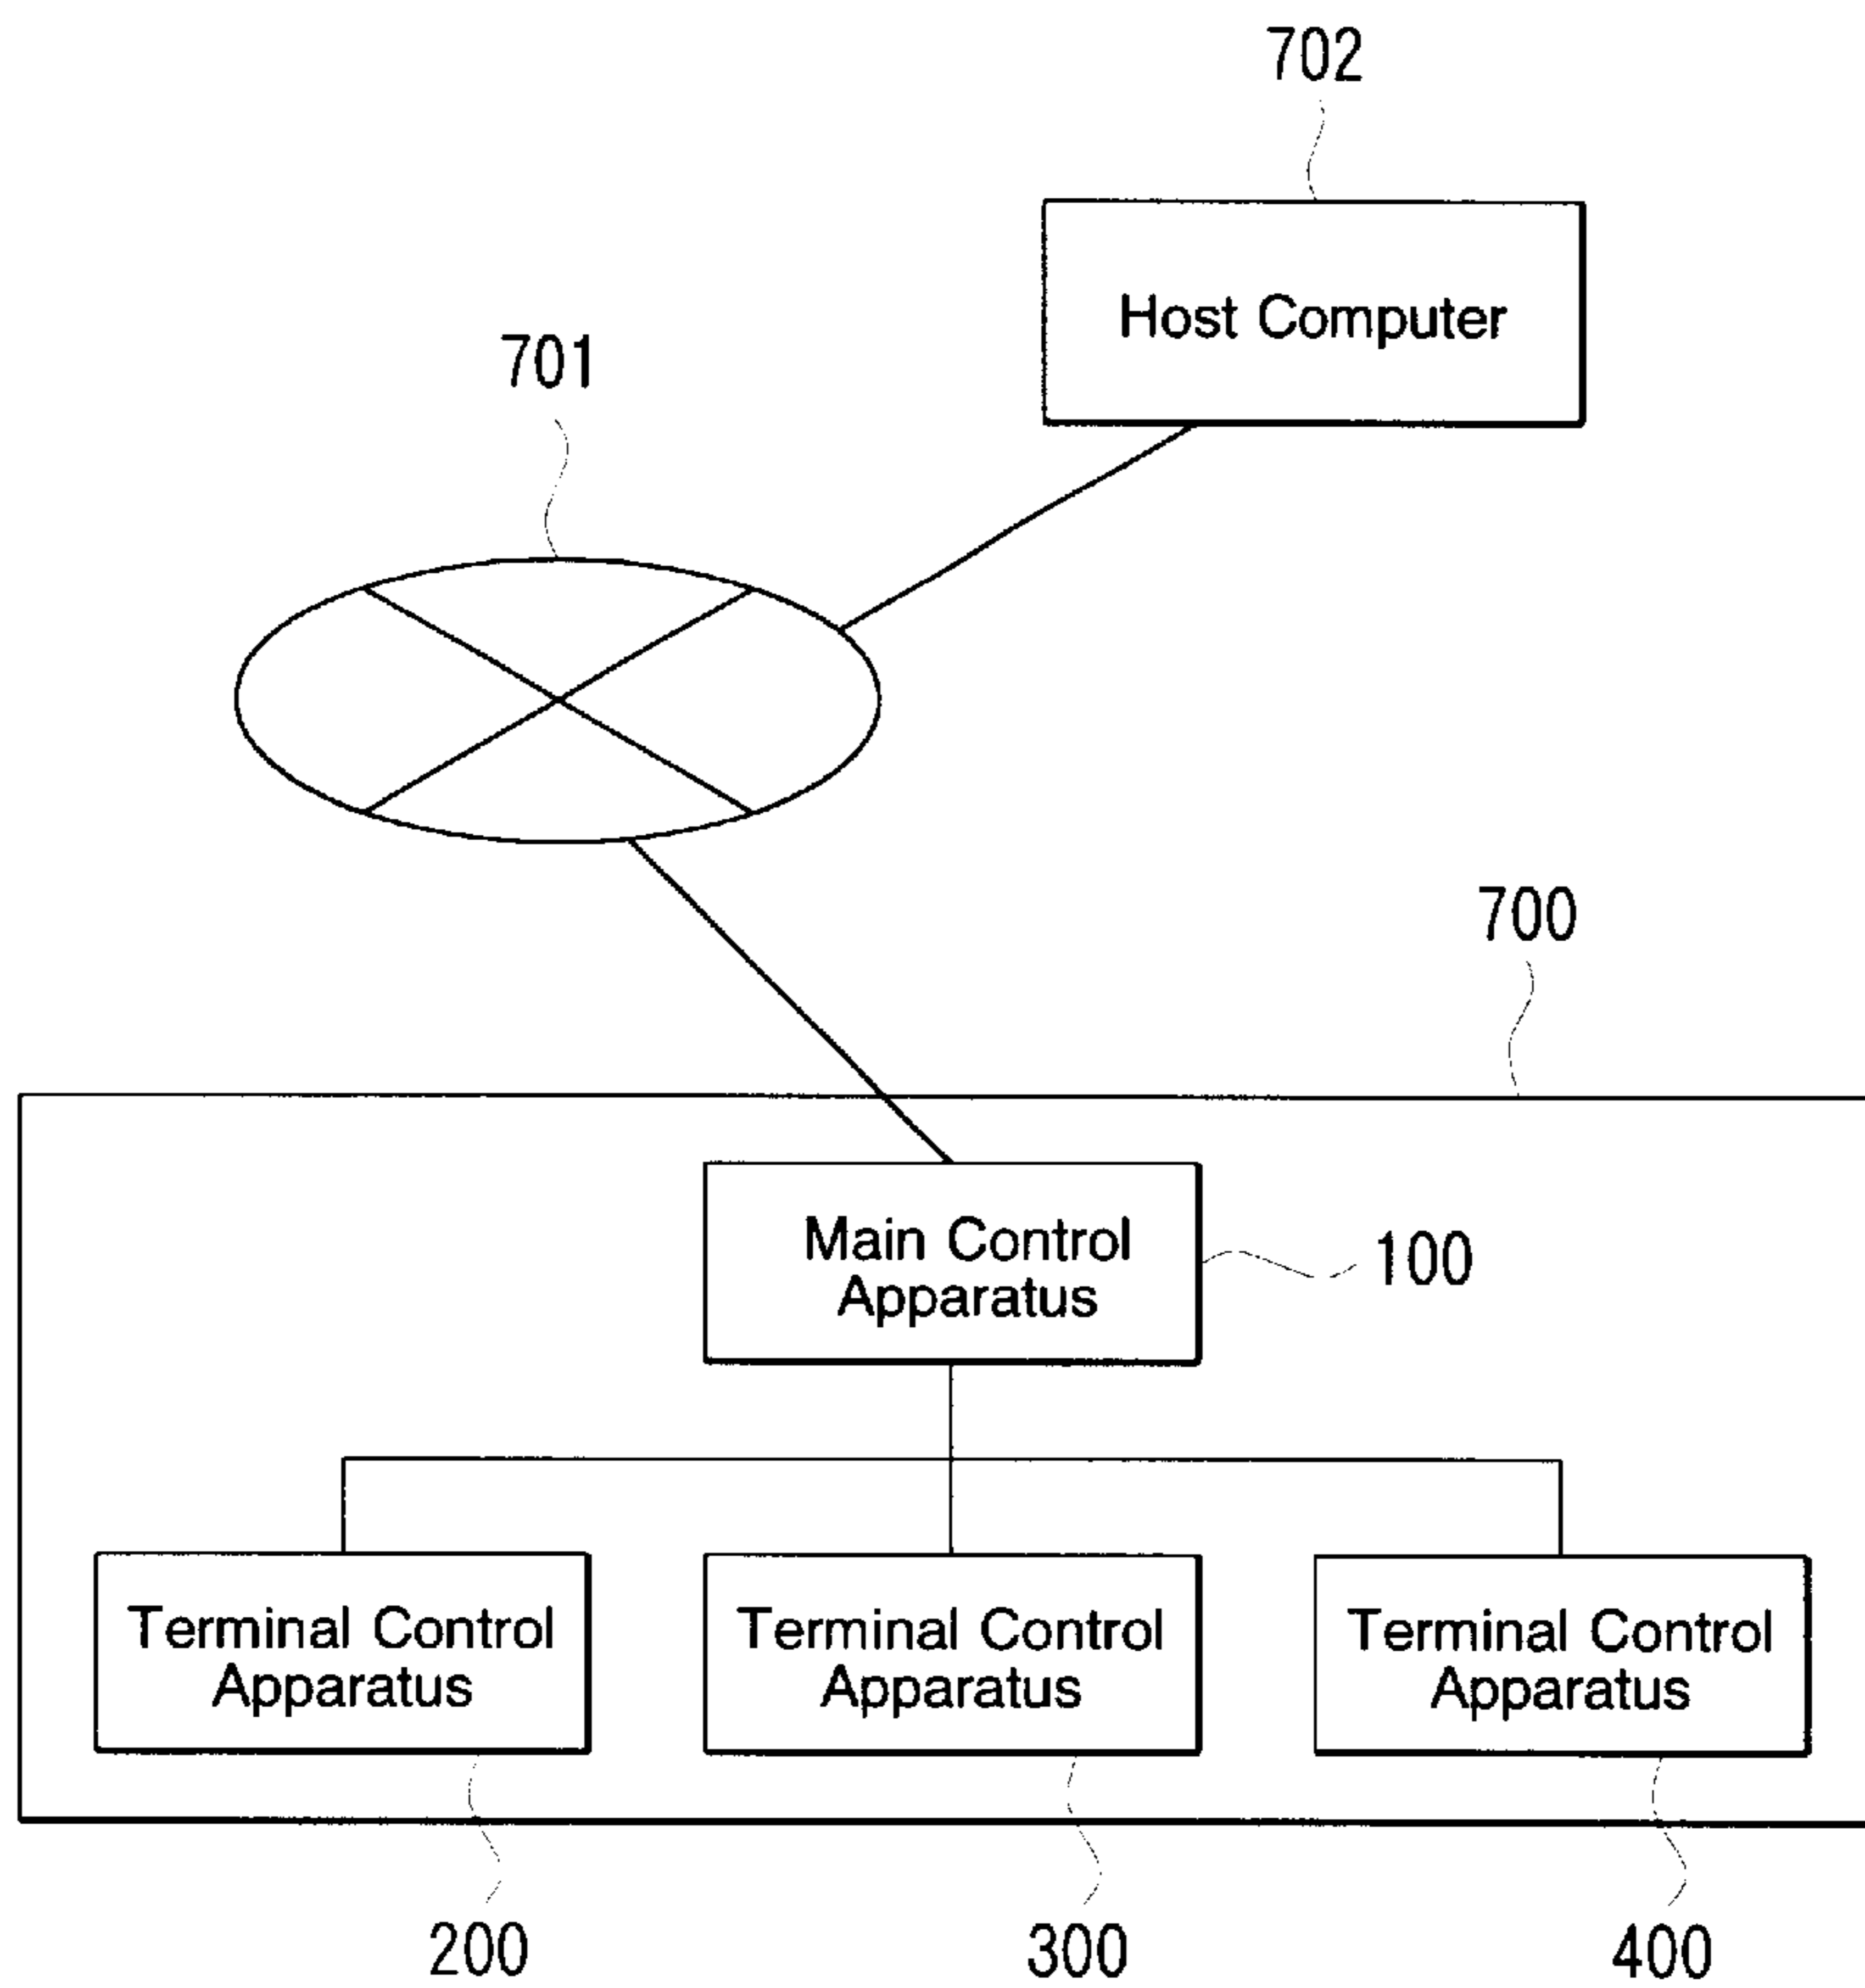 702
Host Computer
701
700
Main Control
Apparatus
100
Terminal Control
Apparatus
Terminal Control
Apparatus
Terminal Control
Apparatus
200
300
400